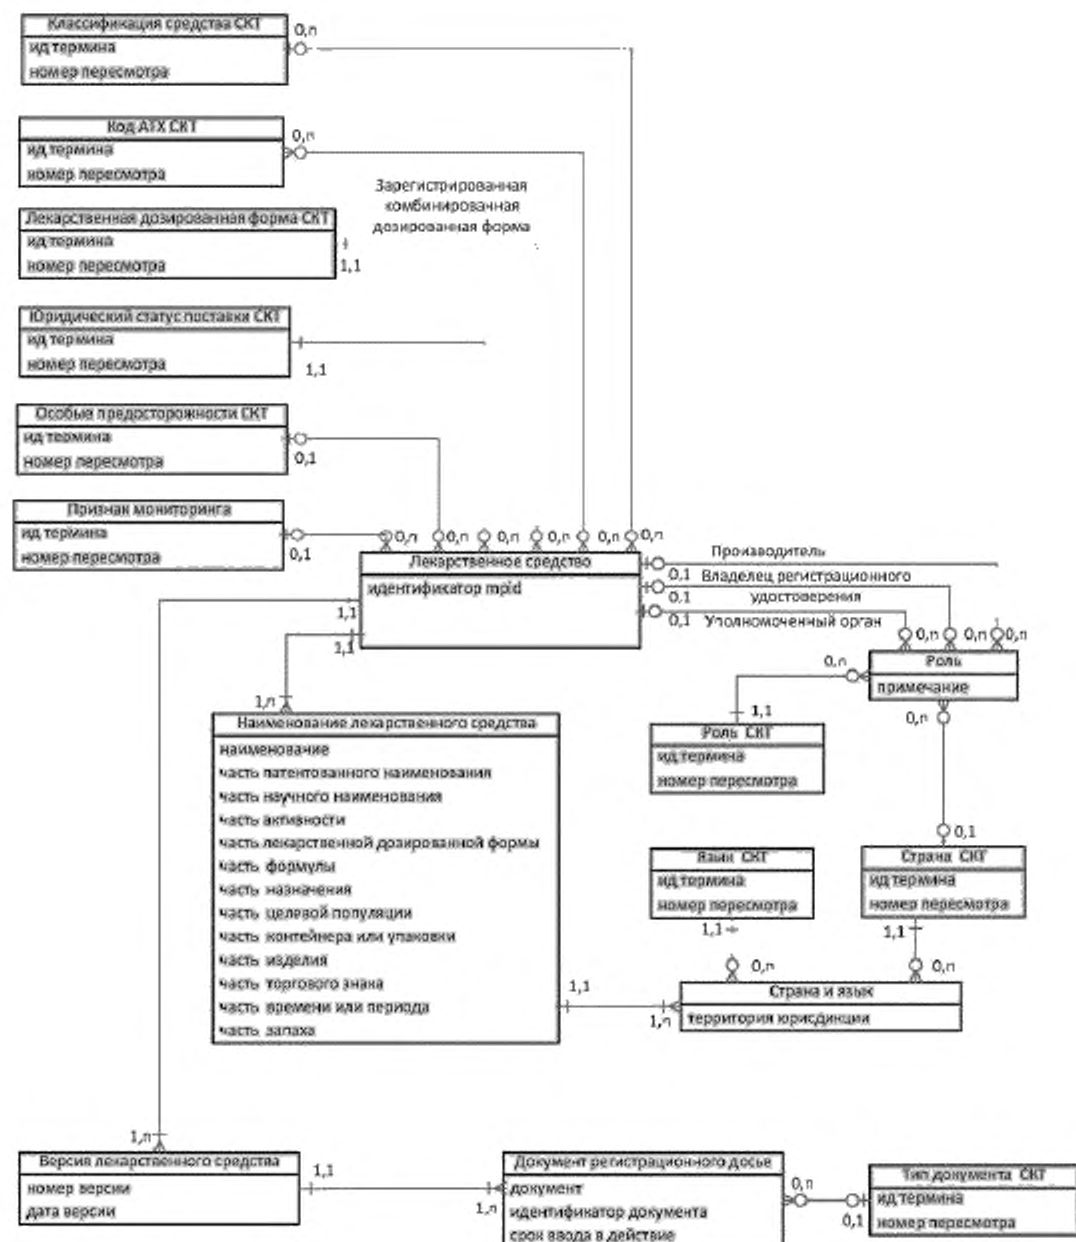 Классификация средства СКТ
0,n
ид термина
номер пересмотра
Код АТХ СКТ
0,n
ид термина
номер пересмотра
Зарегистрированная
комбинированная
дозированная форма
Лекарственная дозированная форма СКТ
ид термина
номер пересмотра
1,1
Юридический статус поставки СКТ
ид термина
номер пересмотра
1,1
Особые предосторожности СКТ
ид термина
номер пересмотра
0,1
Признак мониторинга
ид термина
номер пересмотра
0,1
0,n 0,n 0,n 0,n 0,n 0,n
Лекарственное средство
идентификатор mpid
1,1
1,1
Производитель
0,1
Владелец регистрационного
удостоверения
0,1
0,1
Уполномоченный орган
0,n 0,n 0,n
Роль
примечание
0,n
0,n
1,1
Роль СКТ
ид термина
номер пересмотра
1,n
Наименование лекарственного средства
наименование
часть патентованного наименования
часть научного наименования
часть активности
часть лекарственной дозированной формы
часть формулы
часть назначения
часть целевой популяции
часть контейнера или упаковки
часть изделия
часть торгового знака
часть времени или периода
часть запаха
0,1
Язык СКТ
ид термина
номер пересмотра
1,1
Страна СКТ
ид термина
номер пересмотра
1,1
0,n
0,n
1,1
1,n
Страна и язык
территория юрисдинции
1,n
Версия лекарственного средства
номер версии
дата версии
1,1
1,n
Документ регистрационного досье
документ
идентификатор документа
срок ввода в действие
0,n
0,1
Тип документа СКТ
ид термина
номер пересмотра